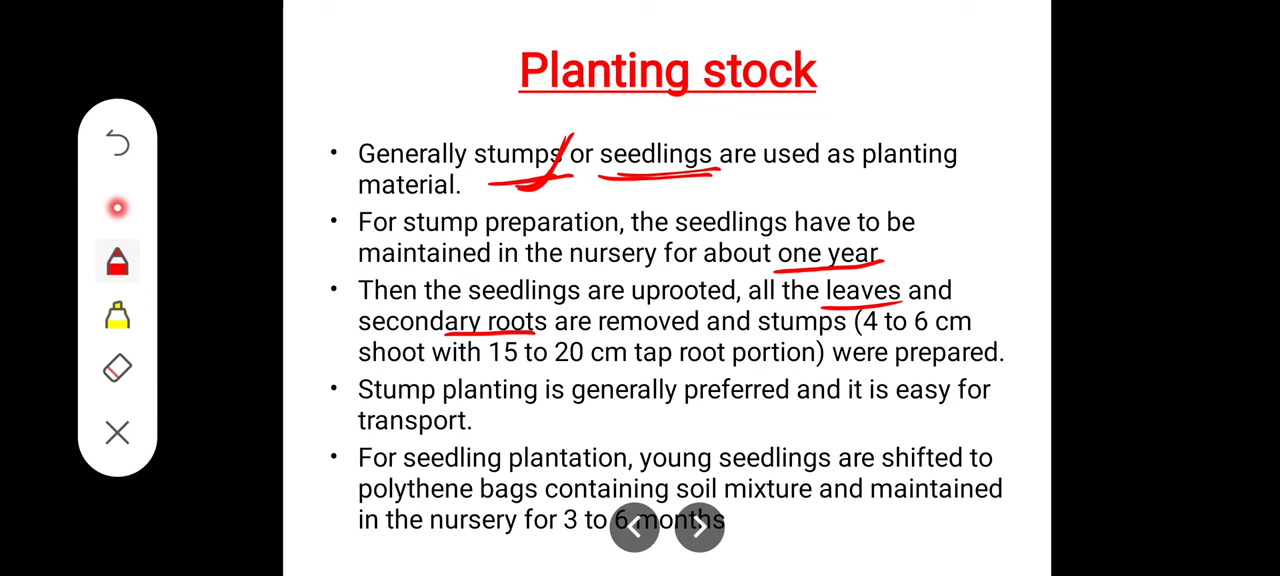 Planting stock
• Generally stumps or seedlings are used as planting
material.
• For stump preparation, the seedlings have to be
maintained in the nursery for about one year
• Then the seedlings are uprooted, all the leaves and
secondary roots are removed and stumps (4 to 6 cm
shoot with 15 to 20 cm tap root portion) were prepared.
• Stump planting is generally preferred and it is easy for
transport.
• For seedling plantation, young seedlings are shifted to
polythene bags containing soil mixture and maintained
in the nursery for 3 to 6 months